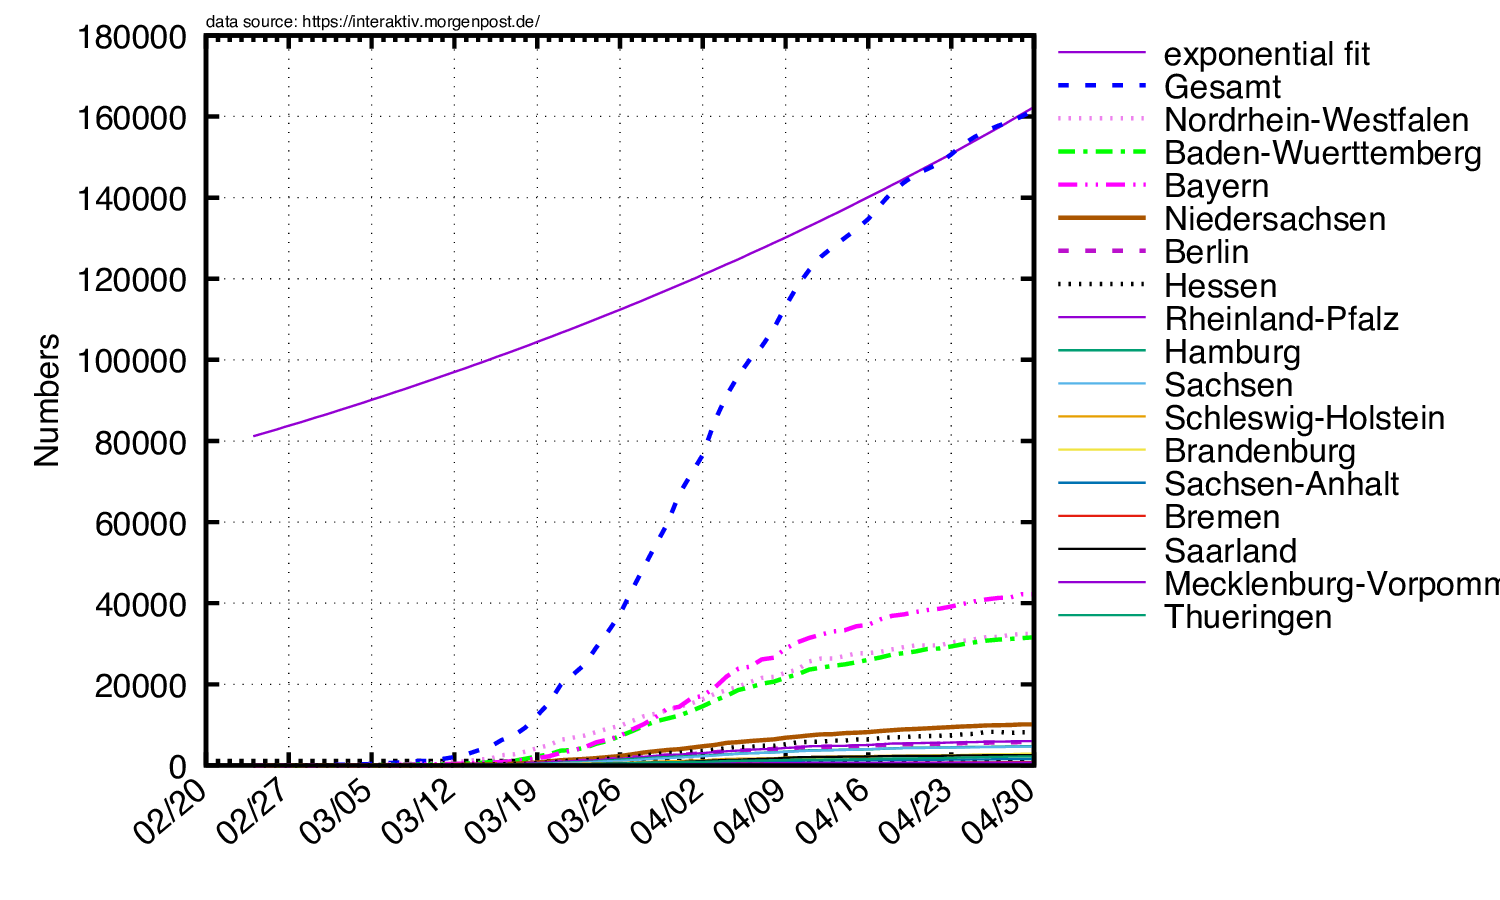 data source: https://interaktiv.morgenpost.de/
180000
160000
140000
120000
100000
80000
60000
40000
20000
0
Numbers
02/20
02/27
03/05
03/12
03/19
03/26
04/02
04/09
04/16
04/23
04/30
exponential fit
Gesamt
Nordrhein-Westfalen
Baden-Wuerttemberg
Bayern
Niedersachsen
Berlin
Hessen
Rheinland-Pfalz
Hamburg
Sachsen
Schleswig-Holstein
Brandenburg
Sachsen-Anhalt
Bremen
Saarland
Mecklenburg-Vorpomm
Thueringen